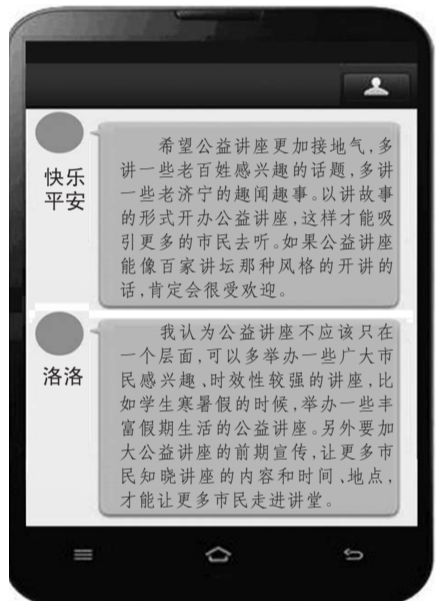 希望公益讲座更加接地气,多
讲一些老百姓感兴趣的话题,多讲
一些老济宁的趣闻趣事。以讲故事
的形式开办公益讲座,这样才能吸
引更多的市民去听。如果公益讲座
能像百家讲坛那种风格的开讲的
话,肯定会很受欢迎。
快乐
平安
我认为公益讲座不应该只在
一个层面,可以多举办一些广大市
民感兴趣、时效性较强的讲座,比
如学生寒暑假的时候,举办一些丰
富假期生活的公益讲座。另外要加
大公益讲座的前期宣传,让更多市
民知晓讲座的内容和时间、地点,
才能让更多市民走进讲堂。
洛洛